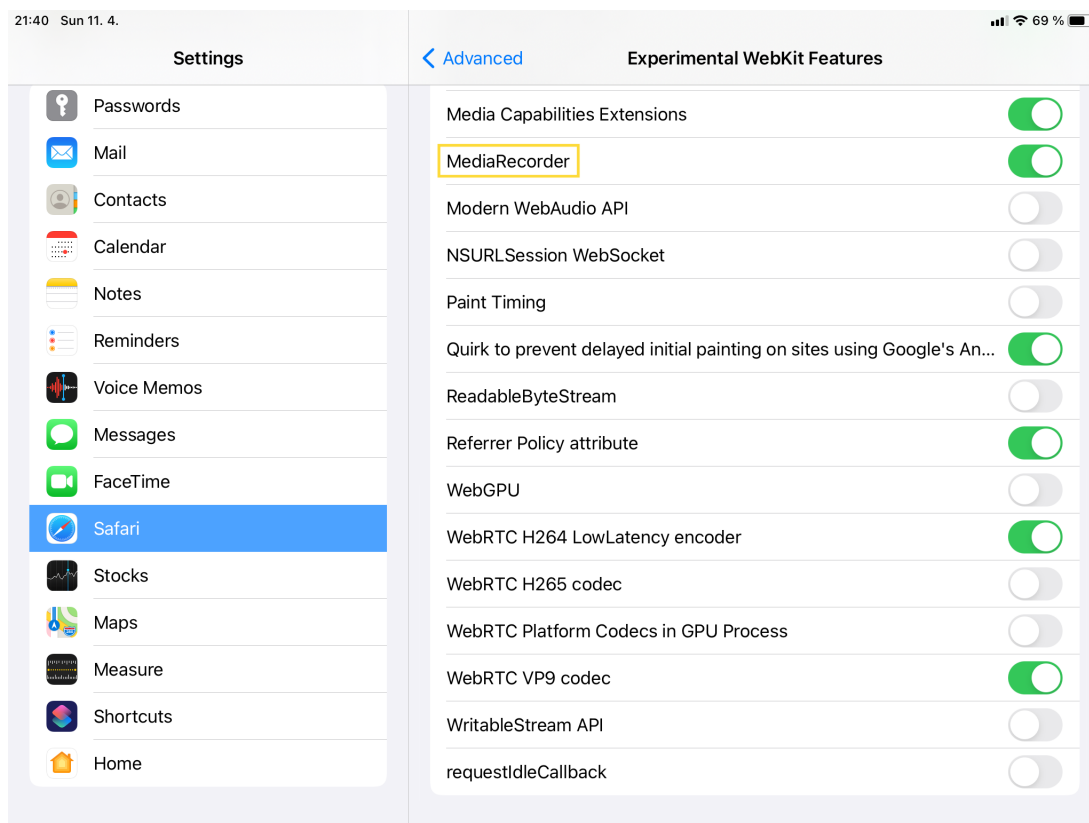 21:40 Sun 11. 4.
69 %
Settings
Passwords
Mail
Contacts
Calendar
Notes
Reminders
Voice Memos
Messages
FaceTime
Safari
Stocks
Maps
Measure
Shortcuts
Home
Advanced
Experimental WebKit Features
Media Capabilities Extensions
MediaRecorder
Modern WebAudio API
NSURLSession WebSocket
Paint Timing
Quirk to prevent delayed initial painting on sites using Google's An...
ReadableByteStream
Referrer Policy attribute
WebGPU
WebRTC H264 LowLatency encoder
WebRTC H265 codec
WebRTC Platform Codecs in GPU Process
WebRTC VP9 codec
WritableStream API
requestIdleCallback